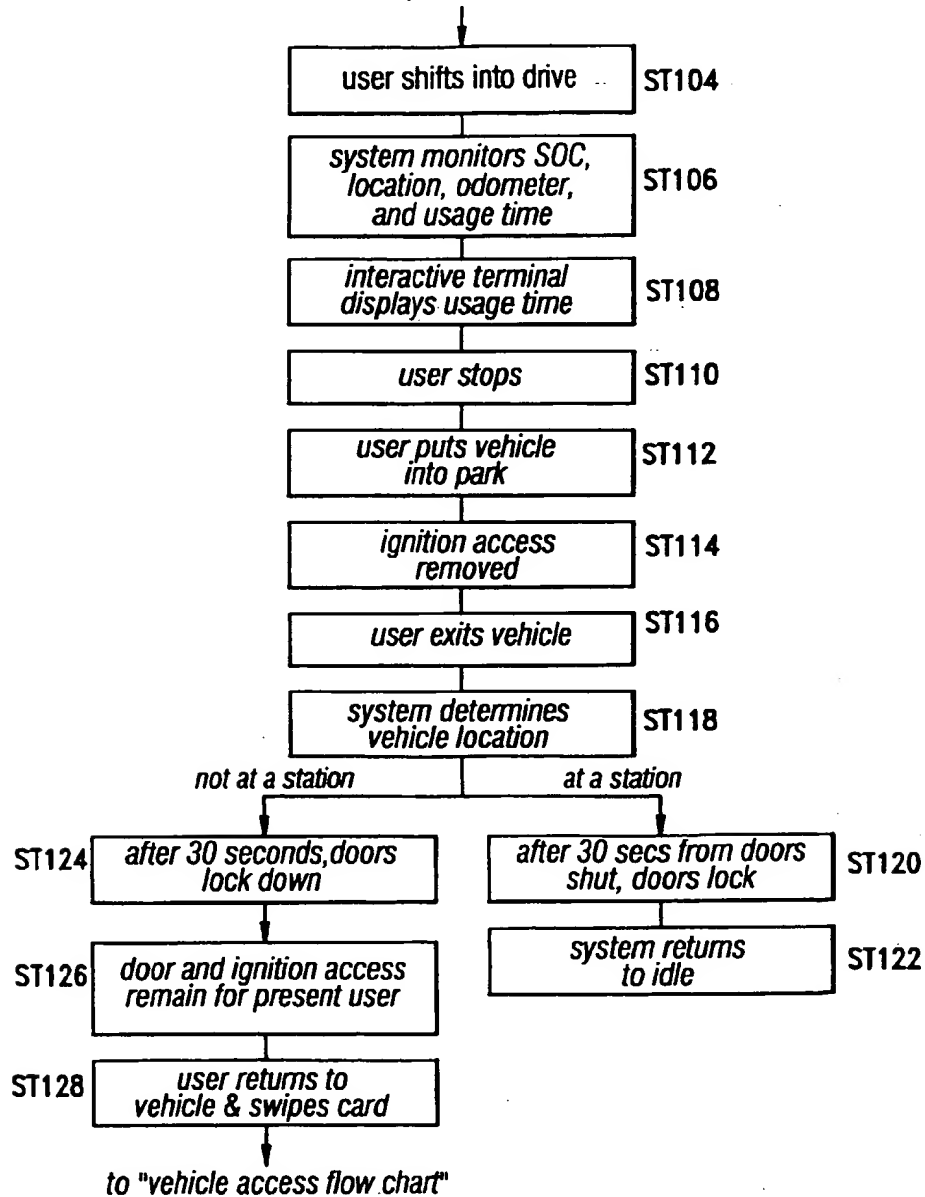 user shifts into drive
ST104
system monitors SOC,
location, odometer,
and usage time
ST106
interactive terminal
displays usage time
ST108
user stops
ST110
user puts vehicle
into park
ST112
ignition access
removed
ST114
user exits vehicle
ST116
system determines
vehicle location
ST118
not at a station
at a station
ST124
after 30 seconds,doors
lock down
after 30 secs from doors
shut, doors lock
ST120
ST126
door and ignition access
remain for present user
system returns
to idle
ST122
ST128
user returns to
vehicle & swipes card
to "vehicle access flow chart"